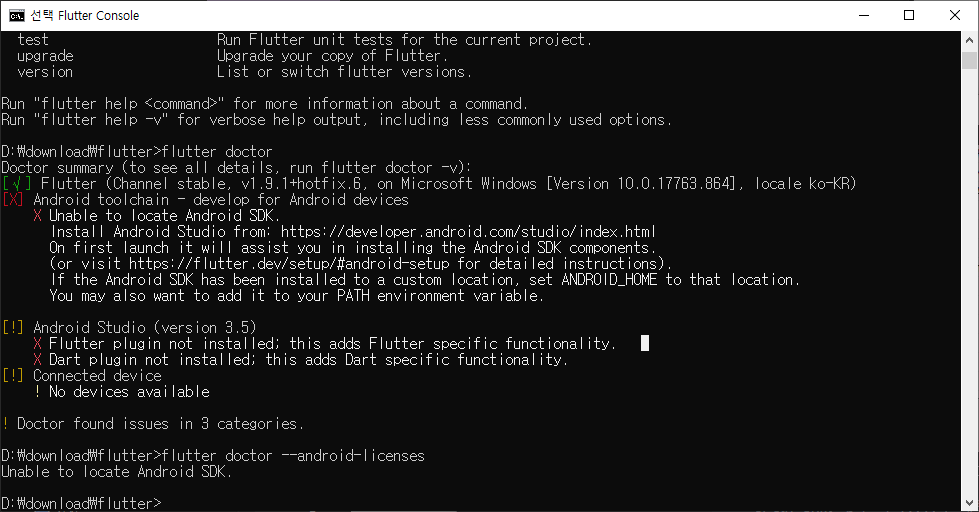 선택 Flutter Console
test Run Flutter unit tests for the current project.
upgrade Upgrade your copy of Flutter.
version List or switch flutter versions.
Run "flutter help <command>" for more information about a command.
Run "flutter help -v" for verbose help output, including less commonly used options.
D:₩download₩flutter>flutter doctor
Doctor summary (to see all details, run flutter doctor -v):
[√] Flutter (Channel stable, v1.9.1+hotfix.6, on Microsoft Windows [Version 10.0.17763.864], locale ko-KR)
[X] Android toolchain - develop for Android devices
X Unable to locate Android SDK.
Install Android Studio from: https://developer.android.com/studio/index.html
On first launch it will assist you in installing the Android SDK components.
(or visit https://flutter.dev/setup/#android-setup for detailed instructions).
If the Android SDK has been installed to a custom location, set ANDROID_HOME to that location.
You may also want to add it to your PATH environment variable.
[!] Android Studio (version 3.5)
X Flutter plugin not installed; this adds Flutter specific functionality.
X Dart plugin not installed; this adds Dart specific functionality.
[!] Connected device
! No devices available
! Doctor found issues in 3 categories.
D:₩download₩flutter>flutter doctor --android-licenses
Unable to locate Android SDK.
D:₩download₩flutter>